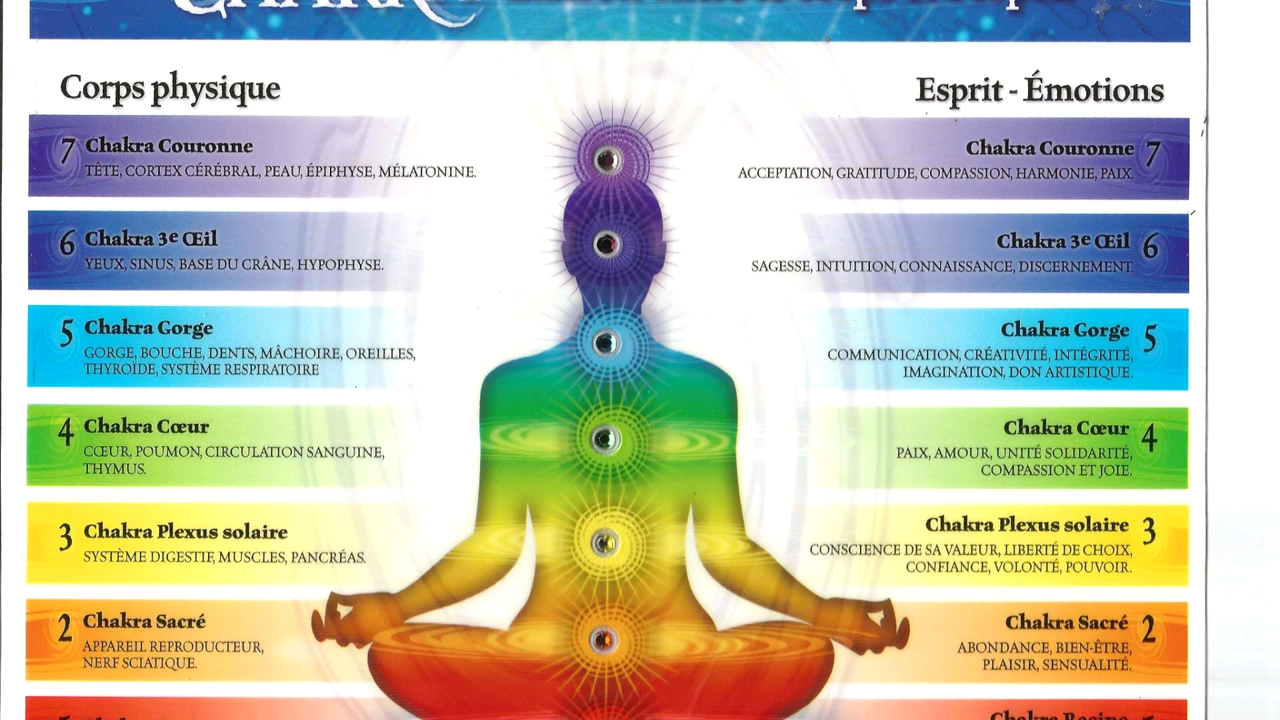 Corps physique
Esprit - Émotions
7 Chakra Couronne
TÊTE, CORTEX CÉRÉBRAL, PEAU, ÉPIPHYSE, MÉLATONINE.
Chakra Couronne 7
ACCEPTATION, GRATITUDE, COMPASSION, HARMONIE, PAIX.
6 Chakra 3e Œil
YEUX, SINUS, BASE DU CRÂNE, HYPOPHYSE.
Chakra 3e Œil 6
SAGESSE, INTUITION, CONNAISSANCE, DISCERNEMENT.
5 Chakra Gorge
GORGE, BOUCHE, DENTS, MÂCHOIRE, OREILLES,
THYROÏDE, SYSTÈME RESPIRATOIRE
Chakra Gorge 5
COMMUNICATION, CRÉATIVITÉ, INTÉGRITÉ,
IMAGINATION, DON ARTISTIQUE.
4 Chakra Cœur
CŒUR, POUMON, CIRCULATION SANGUINE,
THYMUS.
Chakra Cœur 4
PAIX, AMOUR, UNITÉ SOLIDARITÉ,
COMPASSION ET JOIE.
3 Chakra Plexus solaire
SYSTÈME DIGESTIF, MUSCLES, PANCRÉAS.
Chakra Plexus solaire 3
CONSCIENCE DE SA VALEUR, LIBERTÉ DE CHOIX,
CONFIANCE, VOLONTÉ, POUVOIR.
2 Chakra Sacré
APPAREIL REPRODUCTEUR,
NERF SCIATIQUE.
Chakra Sacré 2
ABONDANCE, BIEN-ÊTRE,
PLAISIR, SENSUALITÉ.